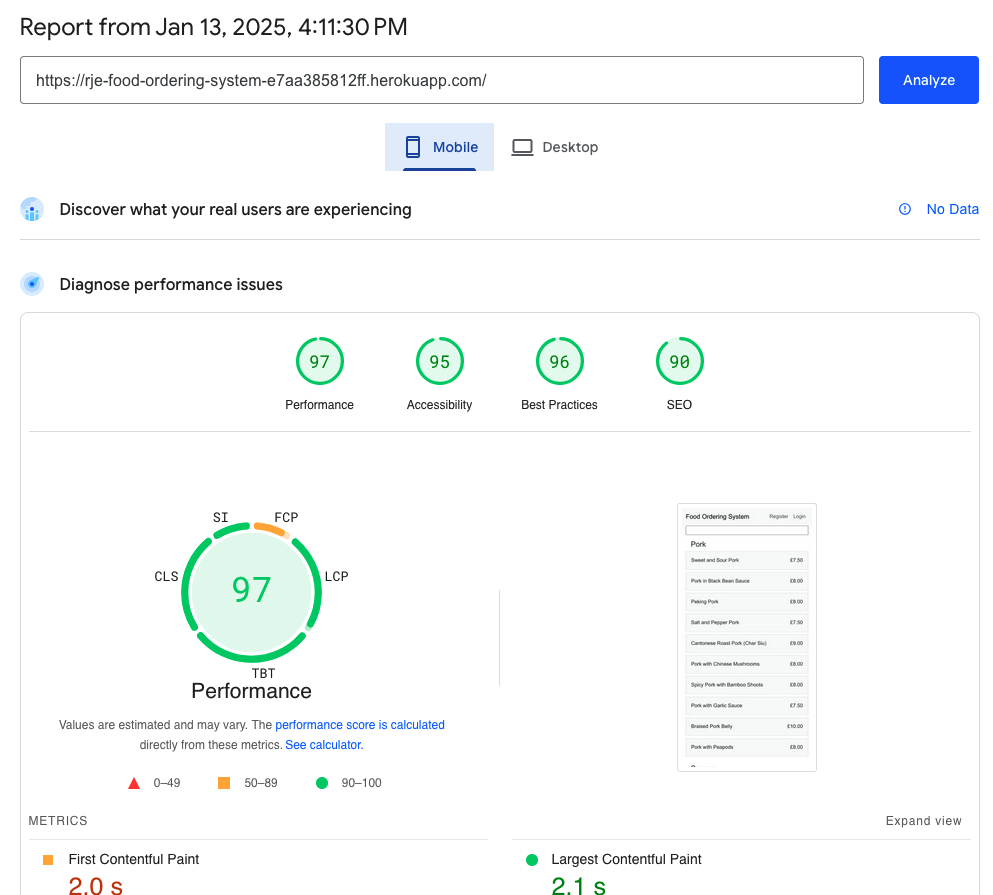 Report from Jan 13, 2025, 4:11:30 PM
https://rje-food-ordering-system-e7aa385812ff.herokuapp.com/
Analyze
Mobile
Desktop
Discover what your real users are experiencing
No Data
Diagnose performance issues
97
95
96
90
Performance
Accessibility
Best Practices
SEO
SI
FCP
CLS
LCP
97
TBT
Performance
Values are estimated and may vary. The performance score is calculated
directly from these metrics. See calculator.
0–49
50–89
90–100
Food Ordering System
Register
Login
Pork
Sweet and Sour Pork £7.50
Pork in Black Bean Sauce £8.00
Peking Pork £8.00
Salt and Pepper Pork £7.50
Cantonese Roast Pork (Char Siu) £9.00
Pork with Chinese Mushrooms £8.00
Spicy Pork with Bamboo Shoots £8.00
Pork with Garlic Sauce £7.50
Braised Pork Belly £10.00
Pork with Peapods £8.00
METRICS
Expand view
First Contentful Paint
2.0 s
Largest Contentful Paint
2.1 s